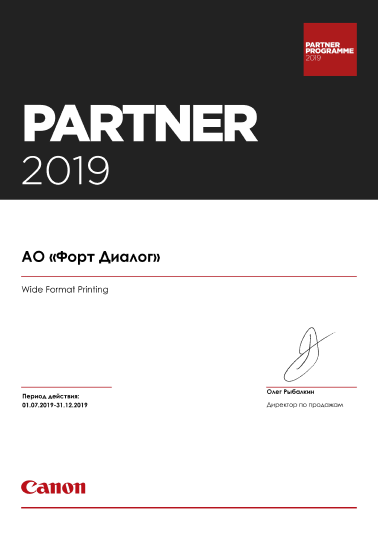 PARTNER
PROGRAMME
2019
PARTNER
2019
АО «Форт Диалог»
Wide Format Printing
Олег Рыбалкин
Директор по продажам
Период действия:
01.07.2019-31.12.2019
Canon